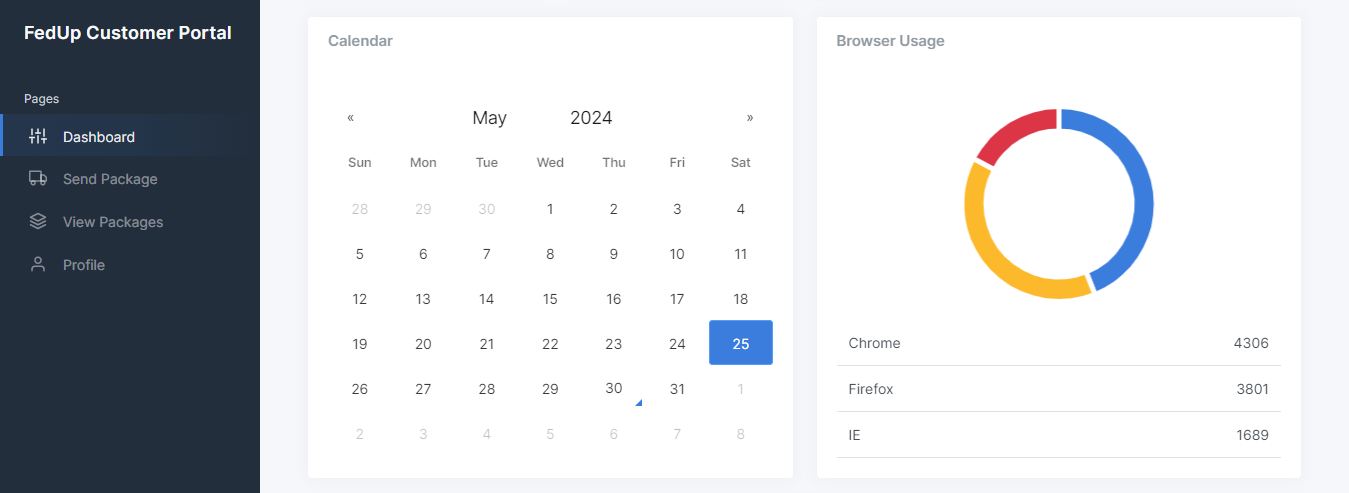 FedUp Customer Portal
Pages
Dashboard
Send Package
View Packages
Profile
Calendar
« May 2024 »
Sun Mon Tue Wed Thu Fri Sat
28 29 30 1 2 3 4
5 6 7 8 9 10 11
12 13 14 15 16 17 18
19 20 21 22 23 24 25
26 27 28 29 30 31 1
2 3 4 5 6 7 8
Browser Usage
Chrome 4306
Firefox 3801
IE 1689